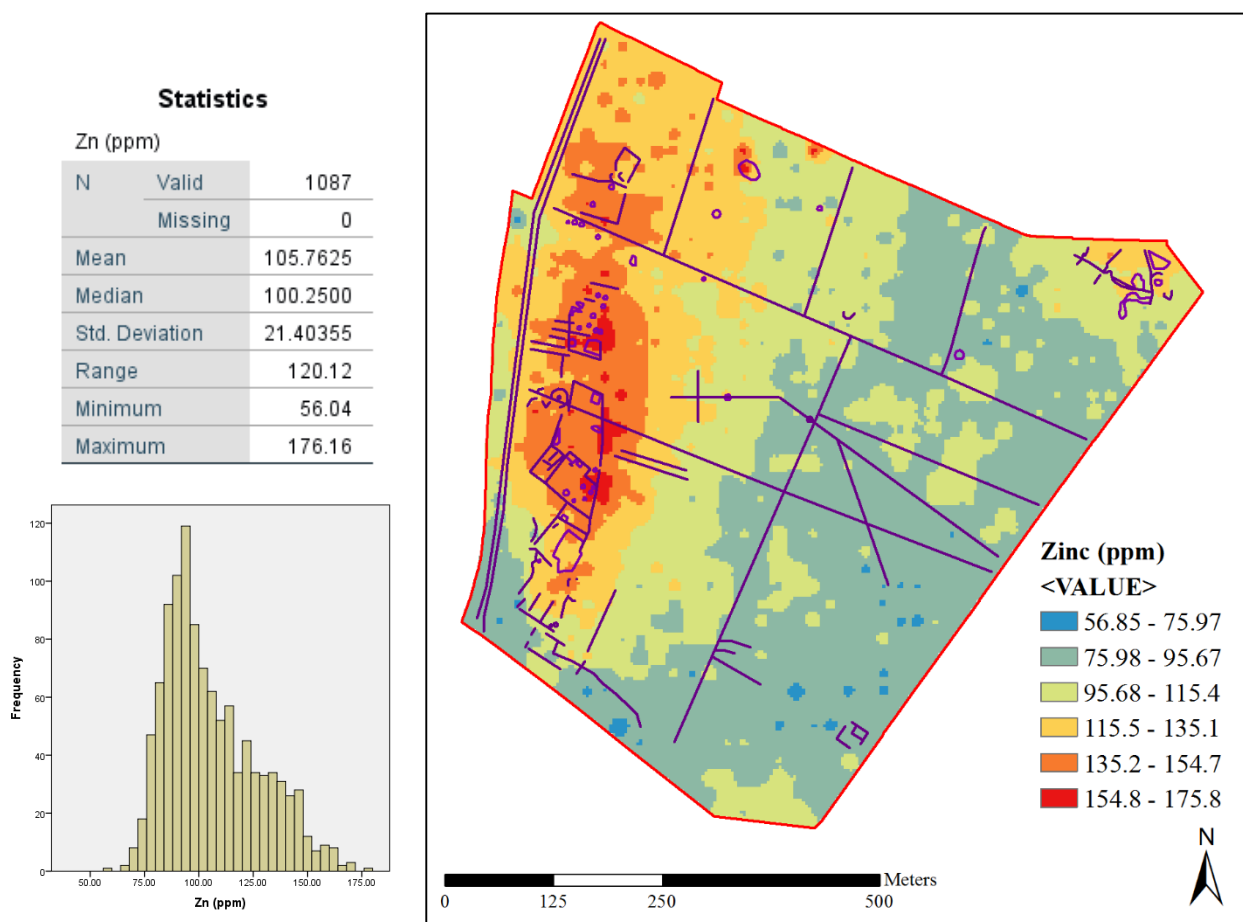 Statistics
Zn (ppm)
N Valid 1087
Missing 0
Mean 105.7625
Median 100.2500
Std. Deviation 21.40355
Range 120.12
Minimum 56.04
Maximum 176.16
120
100
80
60
40
20
0
Frequency
50.00 75.00 100.00 125.00 150.00 175.00
Zn (ppm)
Zinc (ppm)
<VALUE>
56.85 - 75.97
75.98 - 95.67
95.68 - 115.4
115.5 - 135.1
135.2 - 154.7
154.8 - 175.8
N
Meters
0 125 250 500